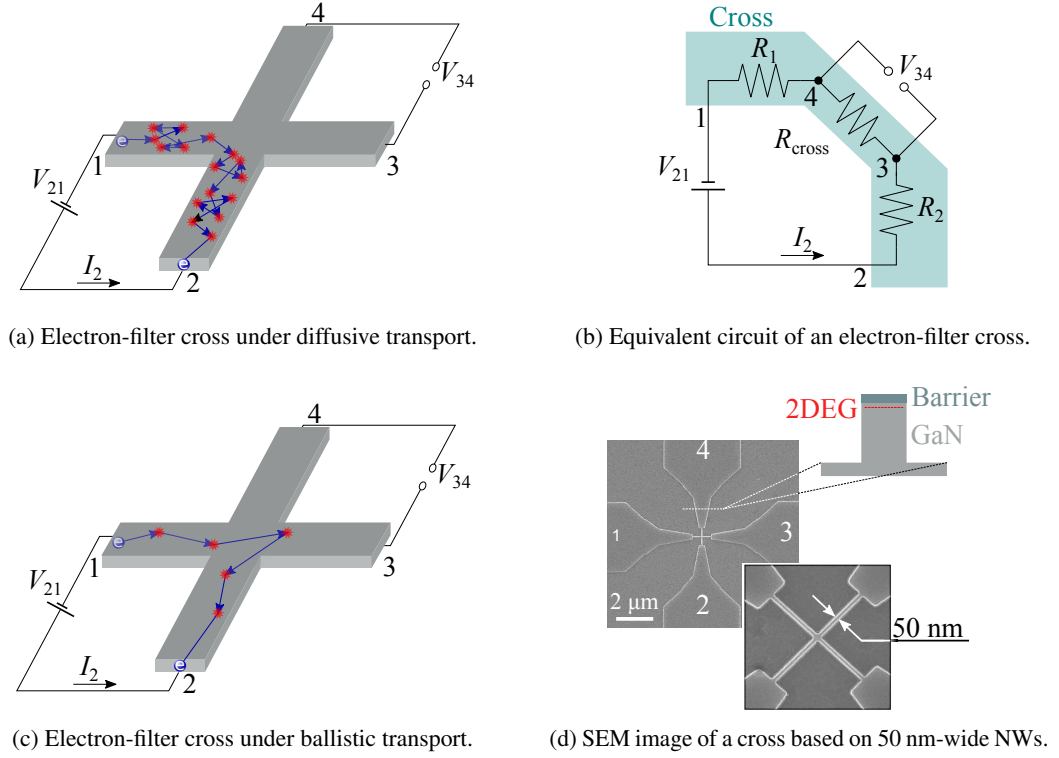 4
V34
e
1
3
V21
I2
e
2
(a) Electron-filter cross under diffusive transport.
Cross
R1
V34
4
1
Rcross
3
V21
R2
I2
2
(b) Equivalent circuit of an electron-filter cross.
4
V34
e
1
3
V21
I2
e
2
(c) Electron-filter cross under ballistic transport.
Barrier
2DEG
GaN
4
1
3
2
2 μm
50 nm
(d) SEM image of a cross based on 50 nm-wide NWs.